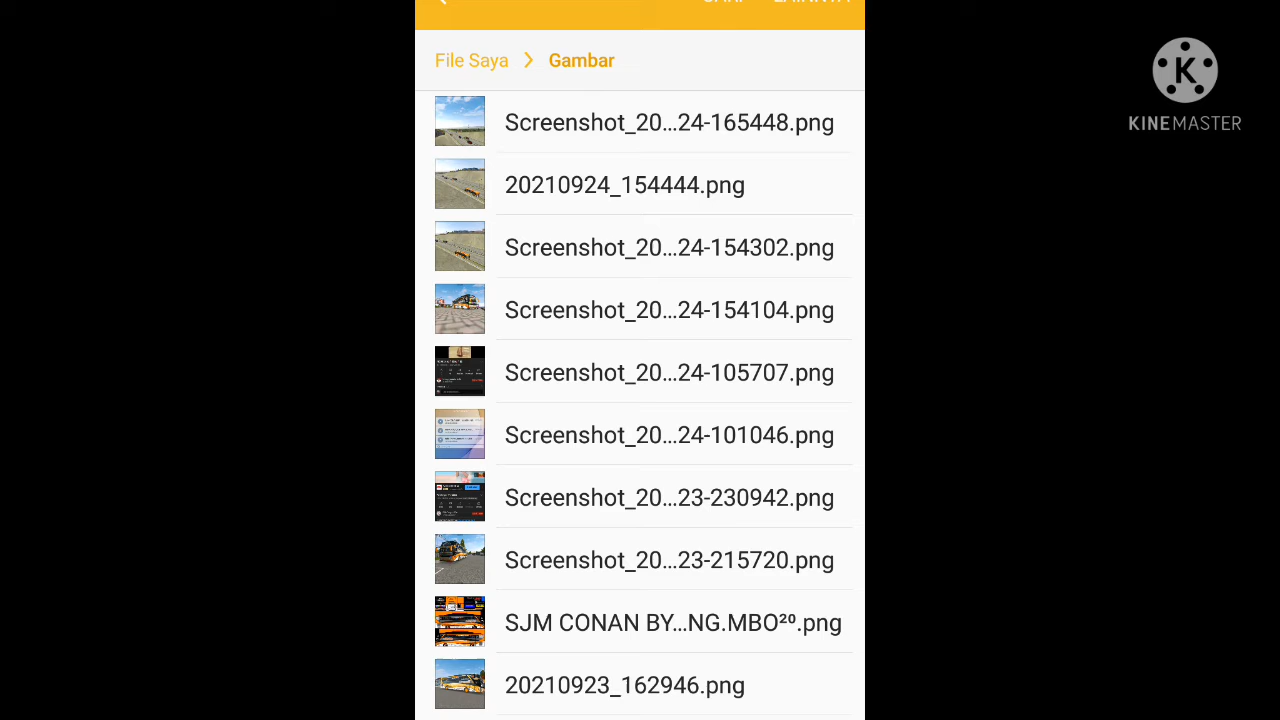 File Saya > Gambar
Screenshot_20...24-165448.png
20210924_154444.png
Screenshot_20...24-154302.png
Screenshot_20...24-154104.png
Screenshot_20...24-105707.png
Screenshot_20...24-101046.png
Screenshot_20...23-230942.png
Screenshot_20...23-215720.png
SJM CONAN BY...NG.MBO²⁰.png
20210923_162946.png
K
KINEMASTER